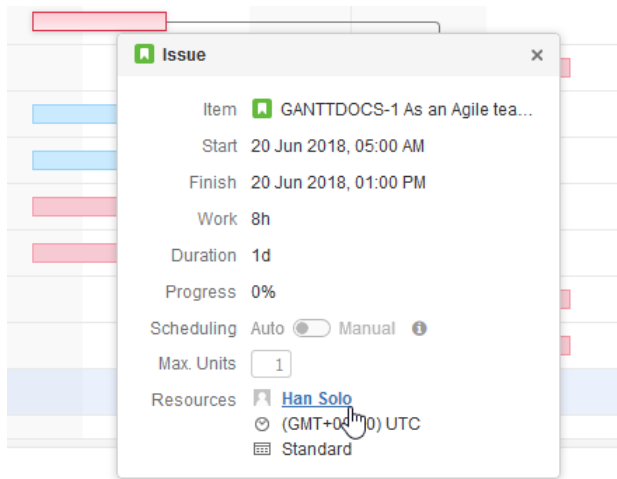 Issue
Item GANTTDOCS-1 As an Agile tea...
Start 20 Jun 2018, 05:00 AM
Finish 20 Jun 2018, 01:00 PM
Work 8h
Duration 1d
Progress 0%
Scheduling Auto Manual
Max. Units 1
Resources Han Solo
UTC
Standard